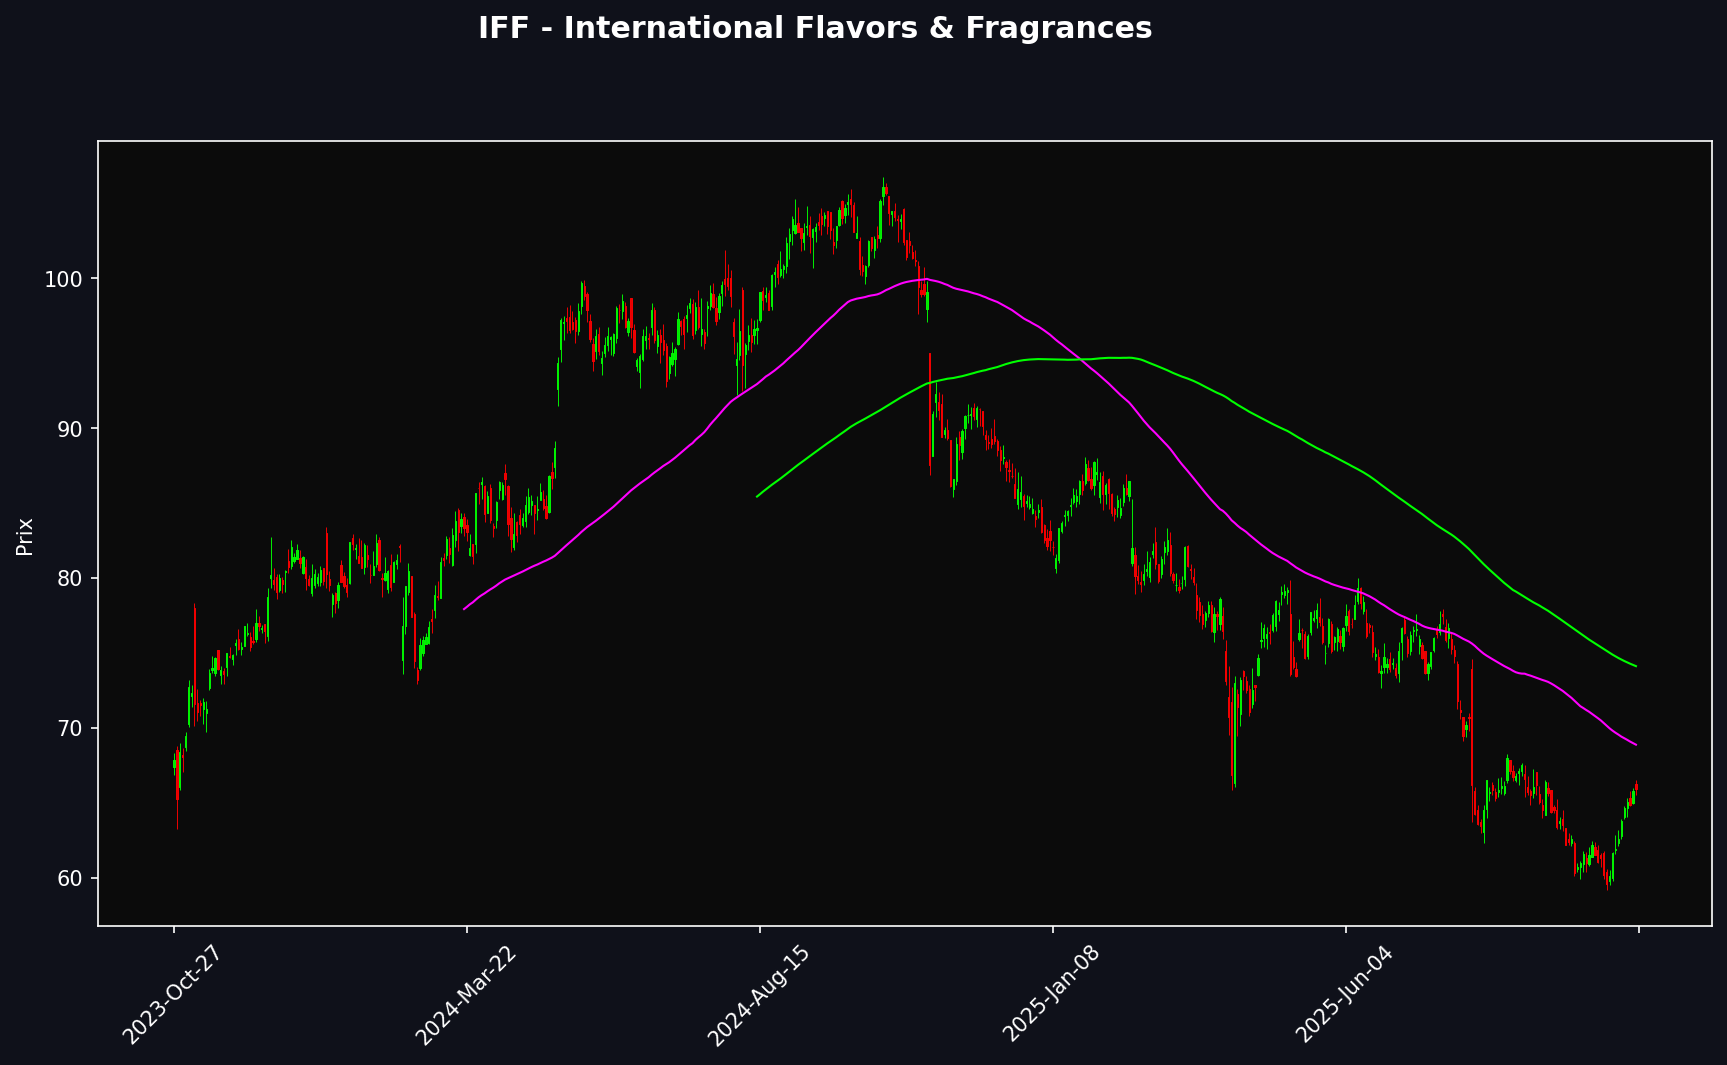 IFF - International Flavors & Fragrances
Prix
100
90
80
70
60
2023-Oct-27
2024-Mar-22
2024-Aug-15
2025-Jan-08
2025-Jun-04